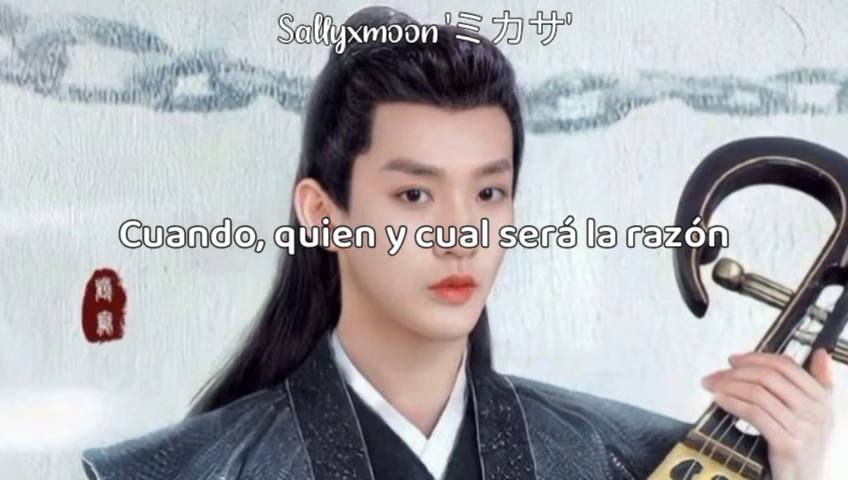 Sallyxmoon 'ミカサ'
Cuando, quien y cual será la razón